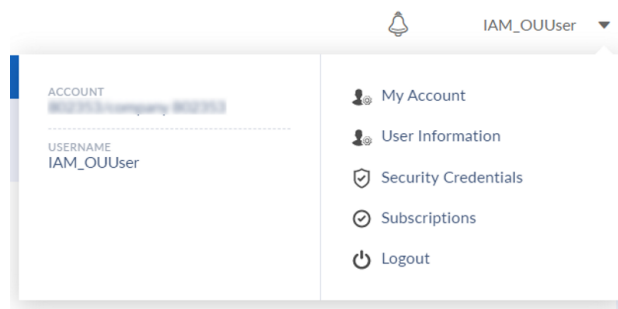 IAM_OUUser
ACCOUNT
USERNAME
IAM_OUUser
My Account
User Information
Security Credentials
Subscriptions
Logout